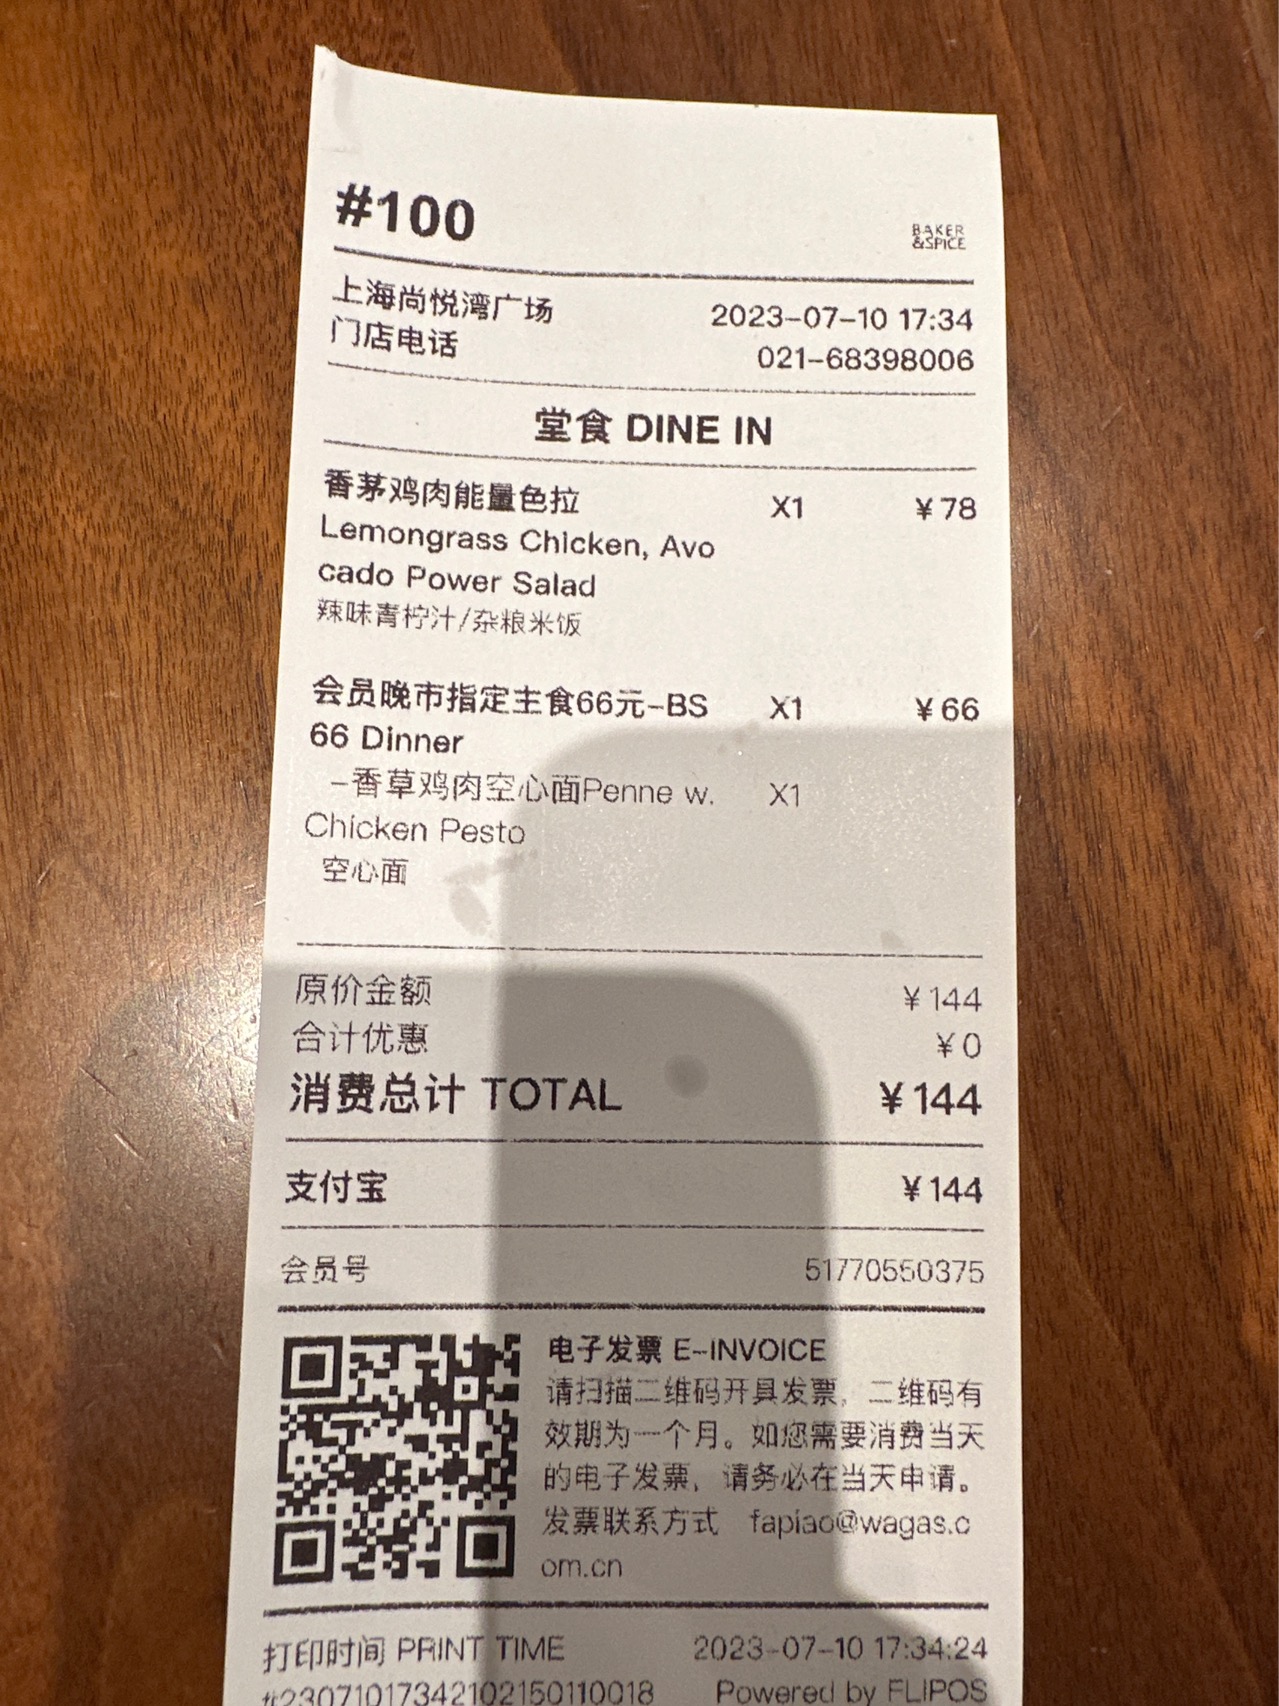 #100
BAKER
&SPICE
上海尚悦湾广场 2023-07-10 17:34
门店电话 021-68398006
堂食 DINE IN
香茅鸡肉能量色拉 X1 ¥78
Lemongrass Chicken, Avo
cado Power Salad
辣味青柠汁/杂粮米饭
会员晚市指定主食66元-BS X1 ¥66
66 Dinner
-香草鸡肉空心面Penne w. X1
Chicken Pesto
空心面
原价金额 ¥144
合计优惠 ¥0
消费总计 TOTAL ¥144
支付宝 ¥144
会员号 51770550375
电子发票 E-INVOICE
请扫描二维码开具发票，二维码有
效期为一个月。如您需要消费当天
的电子发票，请务必在当天申请。
发票联系方式 fapiao@wagas.c
om.cn
打印时间 PRINT TIME 2023-07-10 17:34:24
#230710173421021501​10018 Powered by FLIPOS